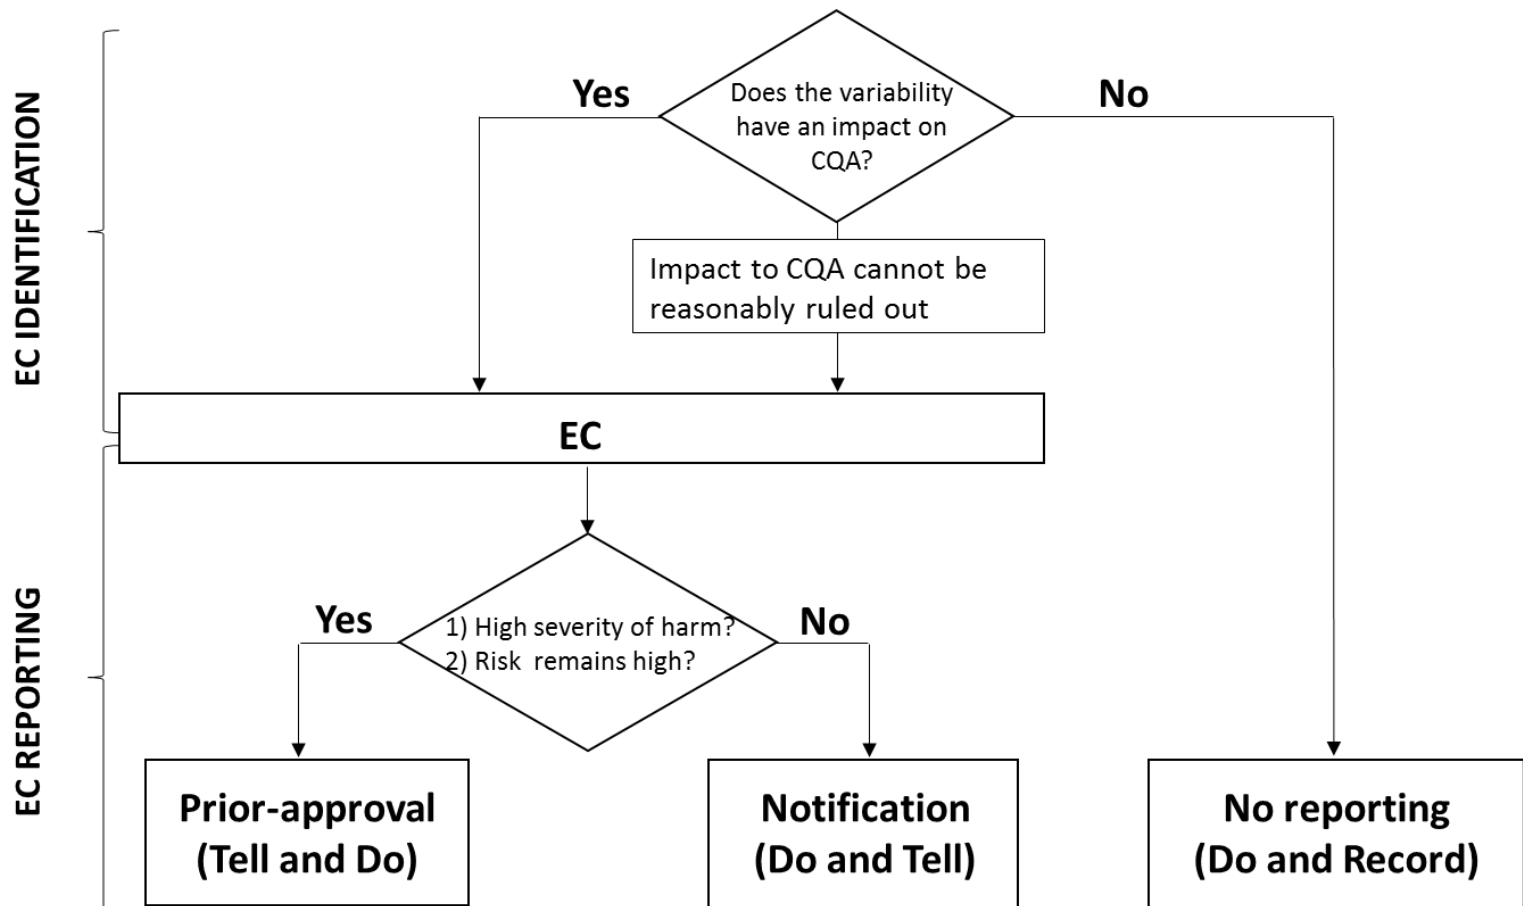 EC IDENTIFICATION
Yes
Does the variability
have an impact on
CQA?
No
Impact to CQA cannot be
reasonably ruled out
EC
EC REPORTING
Yes
1) High severity of harm?
2) Risk remains high?
No
Prior-approval
(Tell and Do)
Notification
(Do and Tell)
No reporting
(Do and Record)